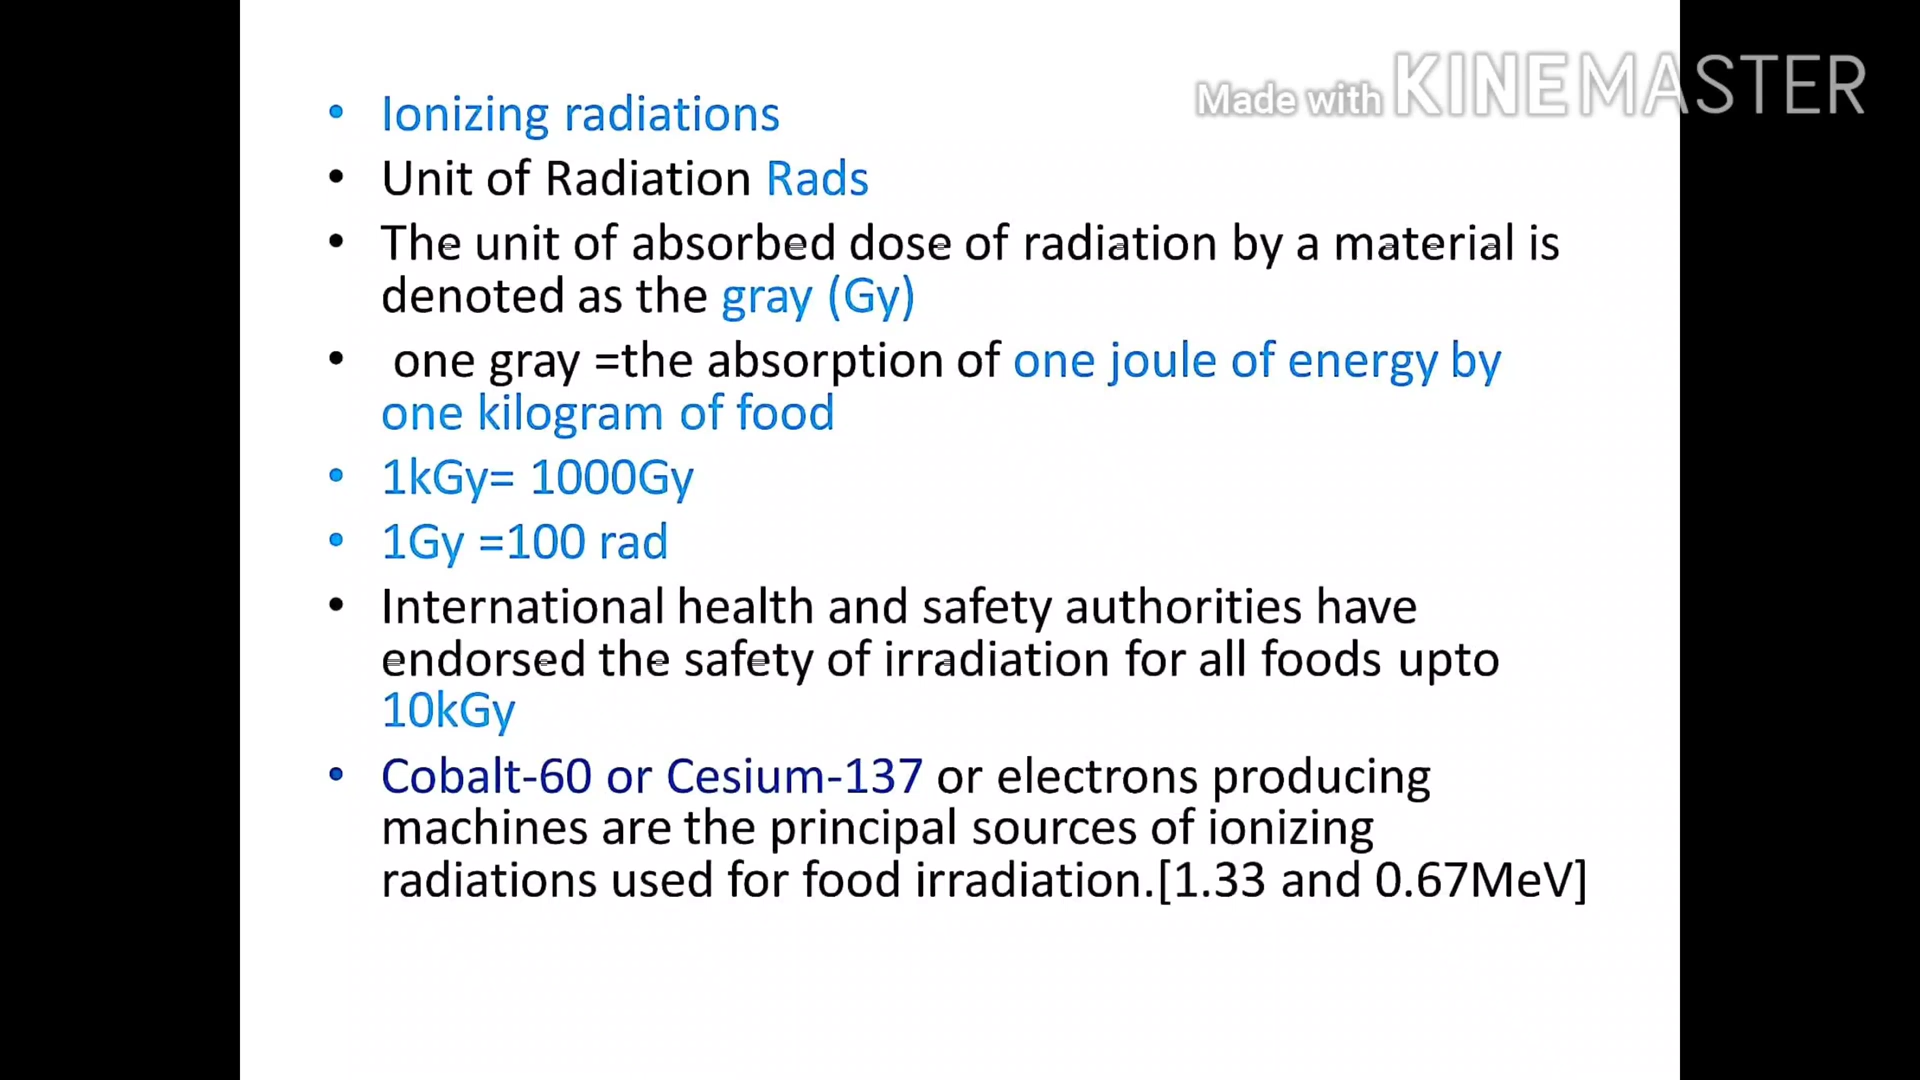 Made with KINEMASTER
• Ionizing radiations
• Unit of Radiation Rads
• The unit of absorbed dose of radiation by a material is
denoted as the gray (Gy)
• one gray =the absorption of one joule of energy by
one kilogram of food
• 1kGy= 1000Gy
• 1Gy =100 rad
• International health and safety authorities have
endorsed the safety of irradiation for all foods upto
10kGy
• Cobalt-60 or Cesium-137 or electrons producing
machines are the principal sources of ionizing
radiations used for food irradiation.[1.33 and 0.67MeV]